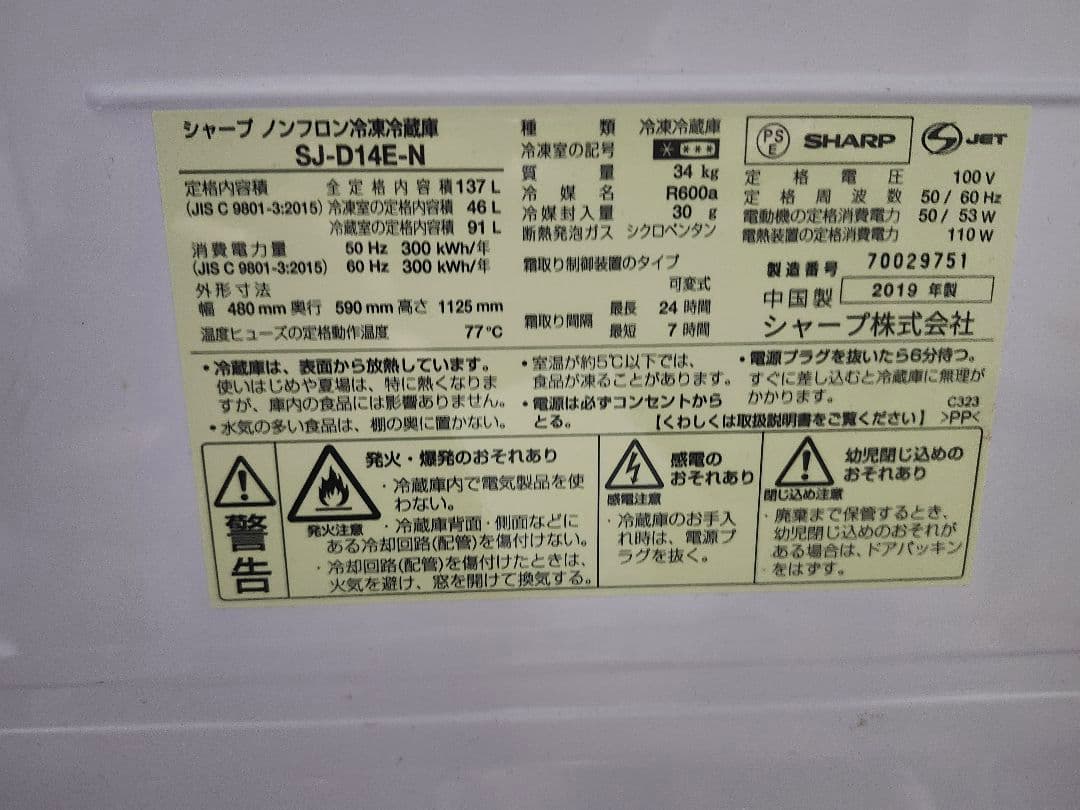 シャープ ノンフロン冷凍冷蔵庫
SJ-D14E-N
定格内容積 全定格内容積 137 L
(JIS C 9801-3:2015) 冷凍室の定格内容積 46 L
冷蔵室の定格内容積 91 L
消費電力量 50 Hz 300 kWh/年
(JIS C 9801-3:2015) 60 Hz 300 kWh/年
外形寸法
幅 480 mm 奥行 590 mm 高さ 1125 mm
温度ヒューズの定格動作温度 77℃
種類 冷凍冷蔵庫
冷凍室の記号 * ***
質量 34 kg
冷媒名 R600a
冷媒封入量 30 g
断熱発泡ガス シクロペンタン
霜取り制御装置のタイプ
可変式
霜取り間隔 最長 24 時間
最短 7 時間
PS E SHARP S JET
定格電圧 100 V
定格周波数 50 / 60 Hz
電動機の定格消費電力 50 / 53 W
電熱装置の定格消費電力 110 W
製造番号 70029751
中国製 2019 年製
シャープ株式会社
・冷蔵庫は、表面から放熱しています。
使いはじめや夏場は、特に熱くなりま
すが、庫内の食品には影響ありません。
・水気の多い食品は、棚の奥に置かない。
・室温が約5℃以下では、
食品が凍ることがあります。
・電源は必ずコンセントから
とる。
・電源プラグを抜いたら6分待つ。
すぐに差し込むと冷蔵庫に無理が
かかります。
C323
【くわしくは取扱説明書をご覧ください】 >PP<
警告
発火・爆発のおそれあり
発火注意
・冷蔵庫内で電気製品を使
わない。
・冷蔵庫背面・側面などに
ある冷却回路(配管)を傷付けない。
・冷却回路(配管)を傷付けたときは、
火気を避け、窓を開けて換気する。
感電の
おそれあり
感電注意
・冷蔵庫のお手入
れ時は、電源プ
ラグを抜く。
幼児閉じ込めの
おそれあり
閉じ込め注意
・廃棄まで保管するとき、
幼児閉じ込めのおそれが
ある場合は、ドアパッキン
をはずす。